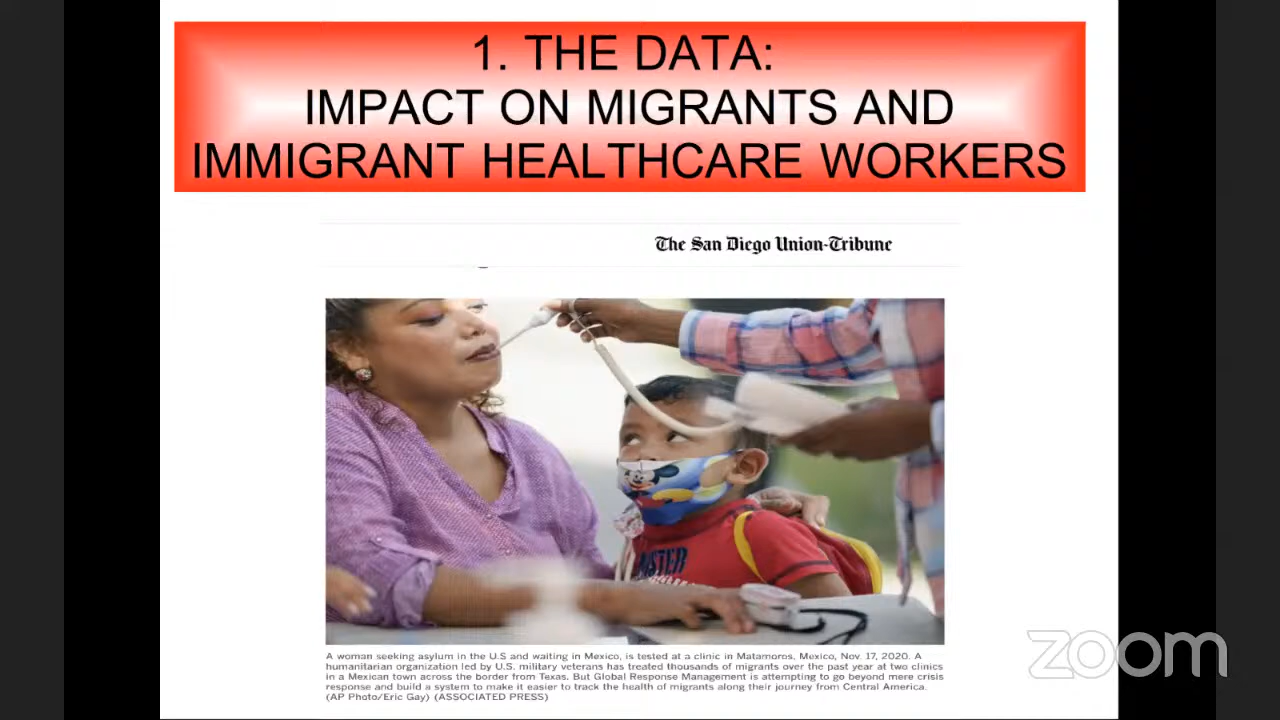 1. THE DATA:
IMPACT ON MIGRANTS AND
IMMIGRANT HEALTHCARE WORKERS
The San Diego Union-Tribune
A woman seeking asylum in the U.S and waiting in Mexico, is tested at a clinic in Matamoros, Mexico, Nov. 17, 2020. A
humanitarian organization led by U.S. military veterans has treated thousands of migrants over the past year at two clinics
in a Mexican town across the border from Texas. But Global Response Management is attempting to go beyond mere crisis
response and build a system to make it easier to track the health of migrants along their journey from Central America.
(AP Photo/Eric Gay) (ASSOCIATED PRESS)
zoom